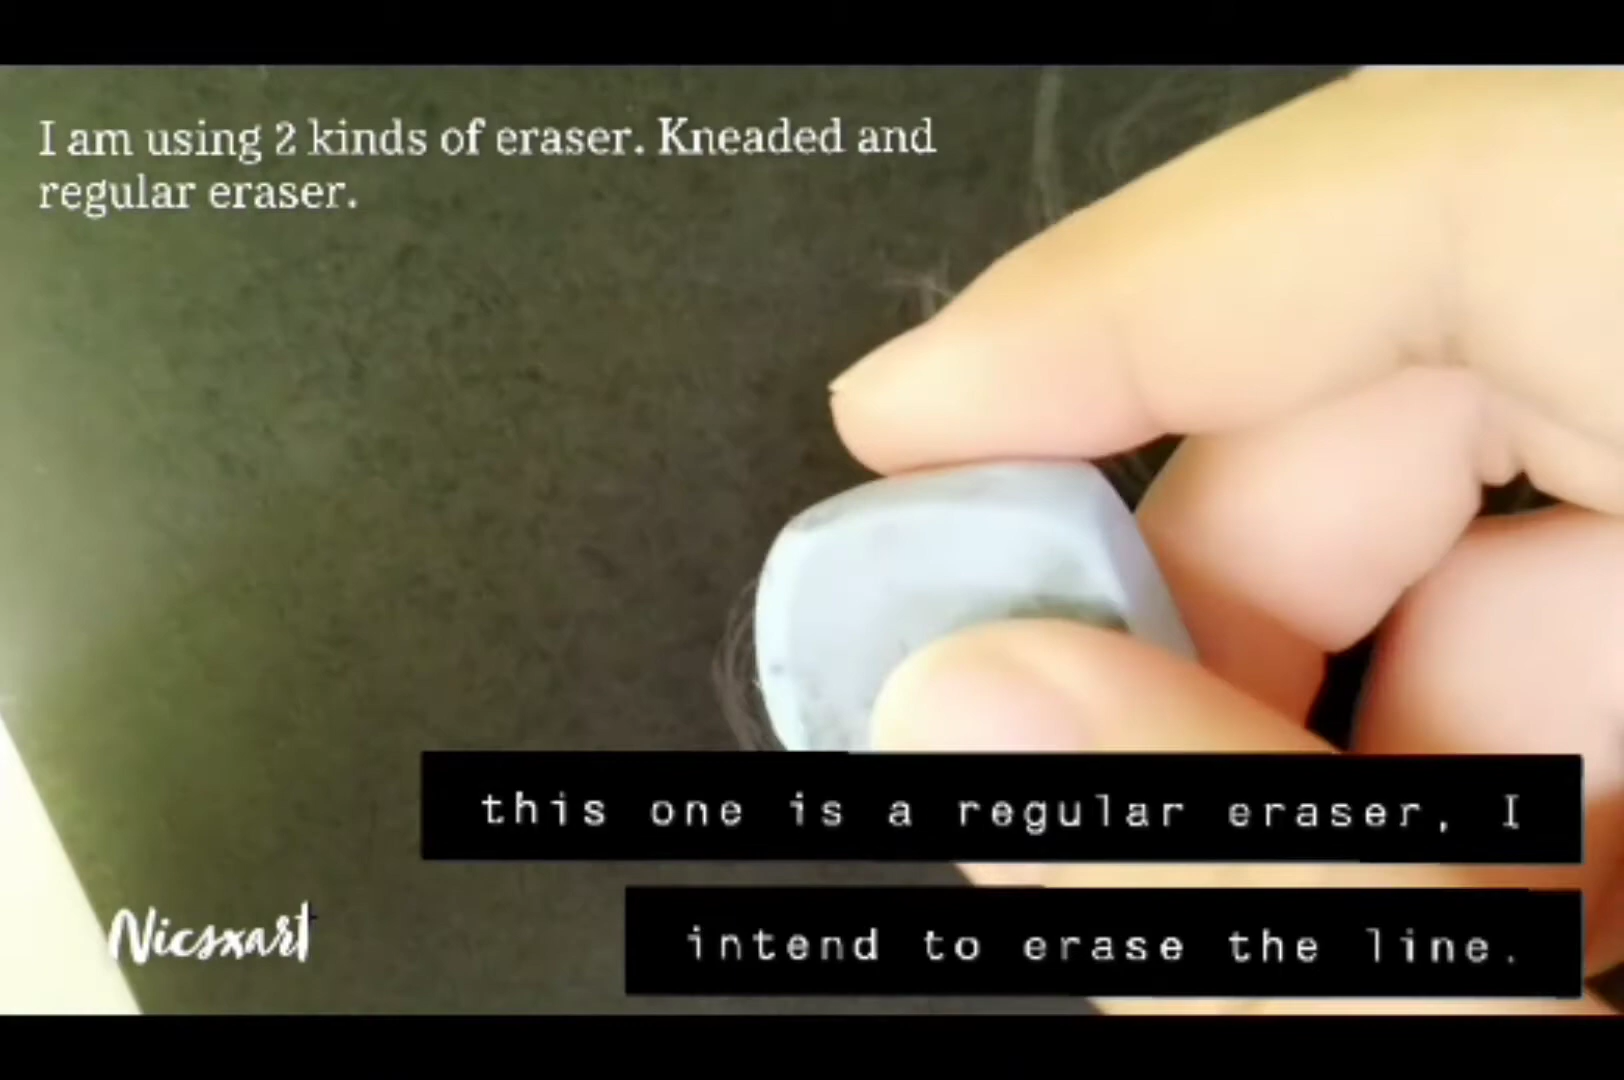 I am using 2 kinds of eraser. Kneaded and
regular eraser.
this one is a regular eraser, I
intend to erase the line.
Nicsxart